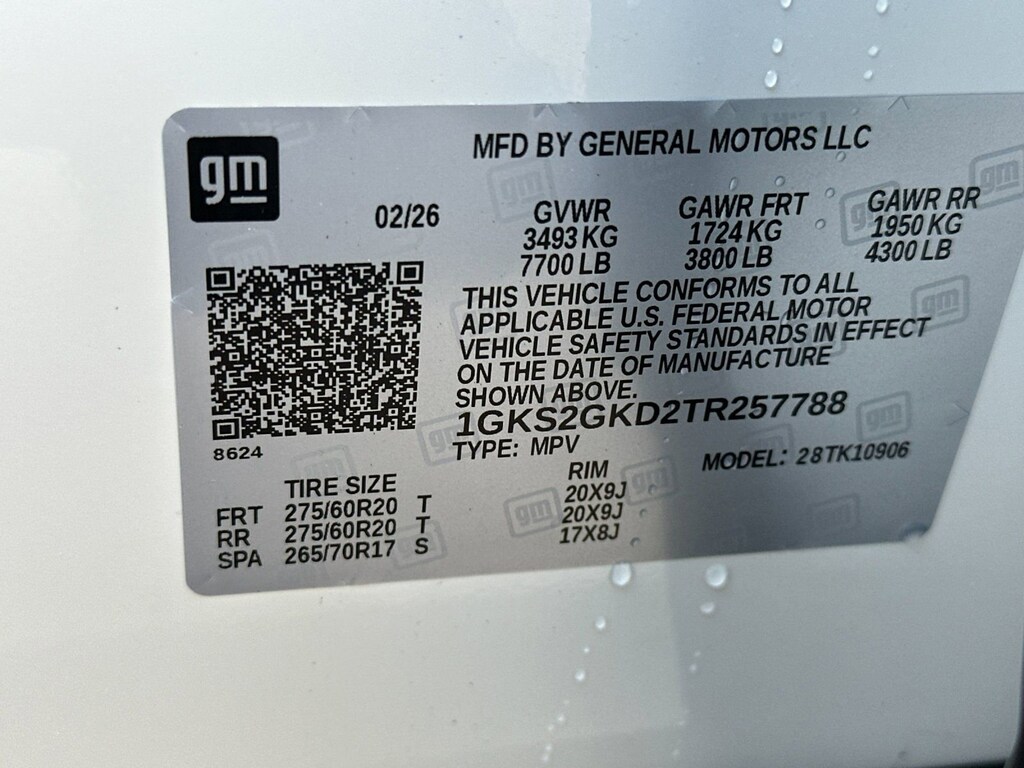 gm
MFD BY GENERAL MOTORS LLC
02/26 GVWR GAWR FRT GAWR RR
3493 KG 1724 KG 1950 KG
7700 LB 3800 LB 4300 LB
THIS VEHICLE CONFORMS TO ALL
APPLICABLE U.S. FEDERAL MOTOR
VEHICLE SAFETY STANDARDS IN EFFECT
ON THE DATE OF MANUFACTURE
SHOWN ABOVE.
1GKS2GKD2TR257788
8624 TYPE: MPV MODEL: 28TK10906
TIRE SIZE RIM
FRT 275/60R20 T 20X9J
RR 275/60R20 T 20X9J
SPA 265/70R17 S 17X8J